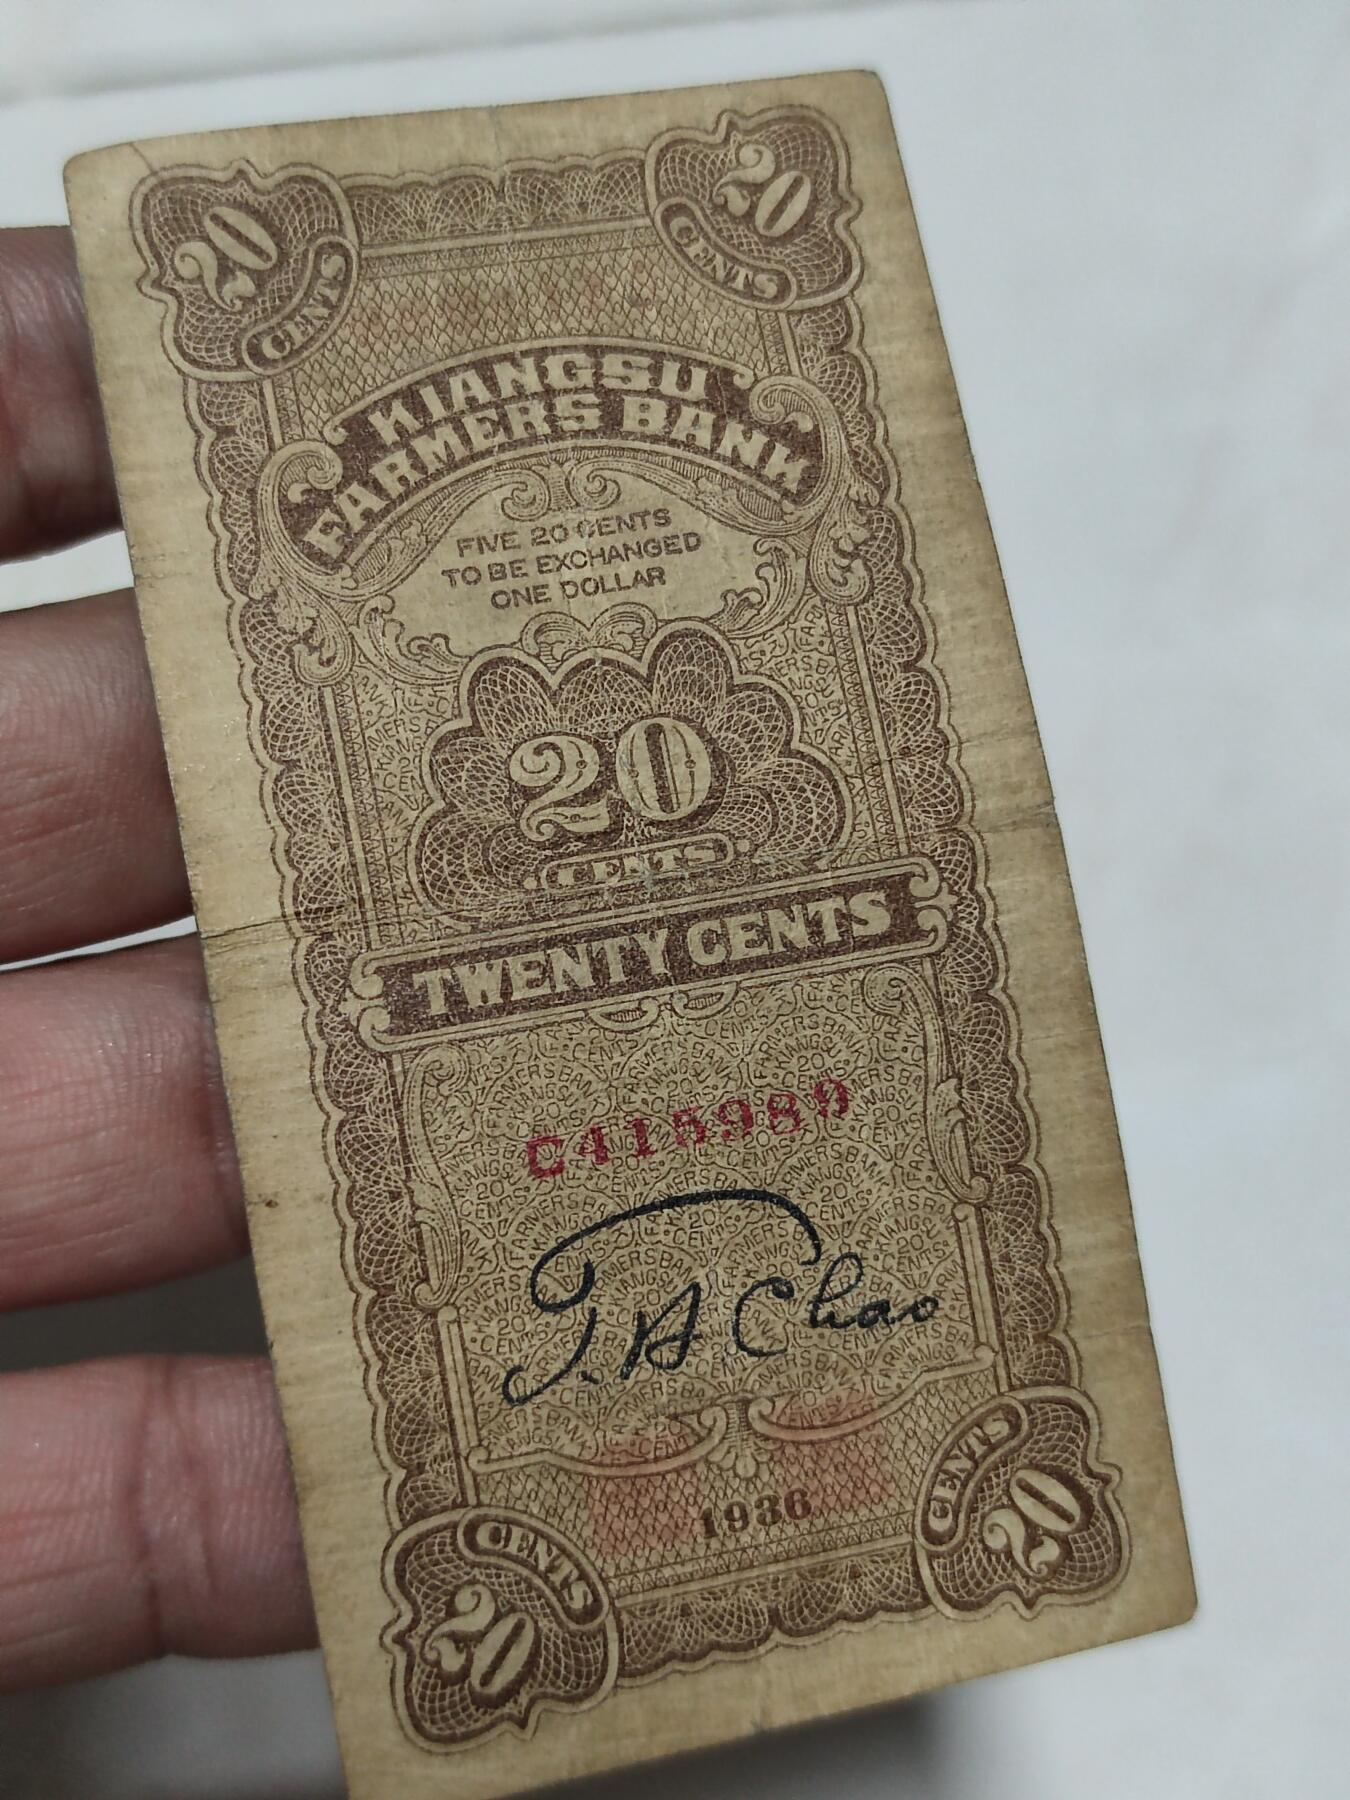 20
CENTS
20
CENTS
KIANGSU
FARMERS BANK
FIVE 20 CENTS
TO BE EXCHANGED
ONE DOLLAR
20
CENTS
TWENTY CENTS
C415989
T.A Chao
1936
CENTS
20
CENTS
20